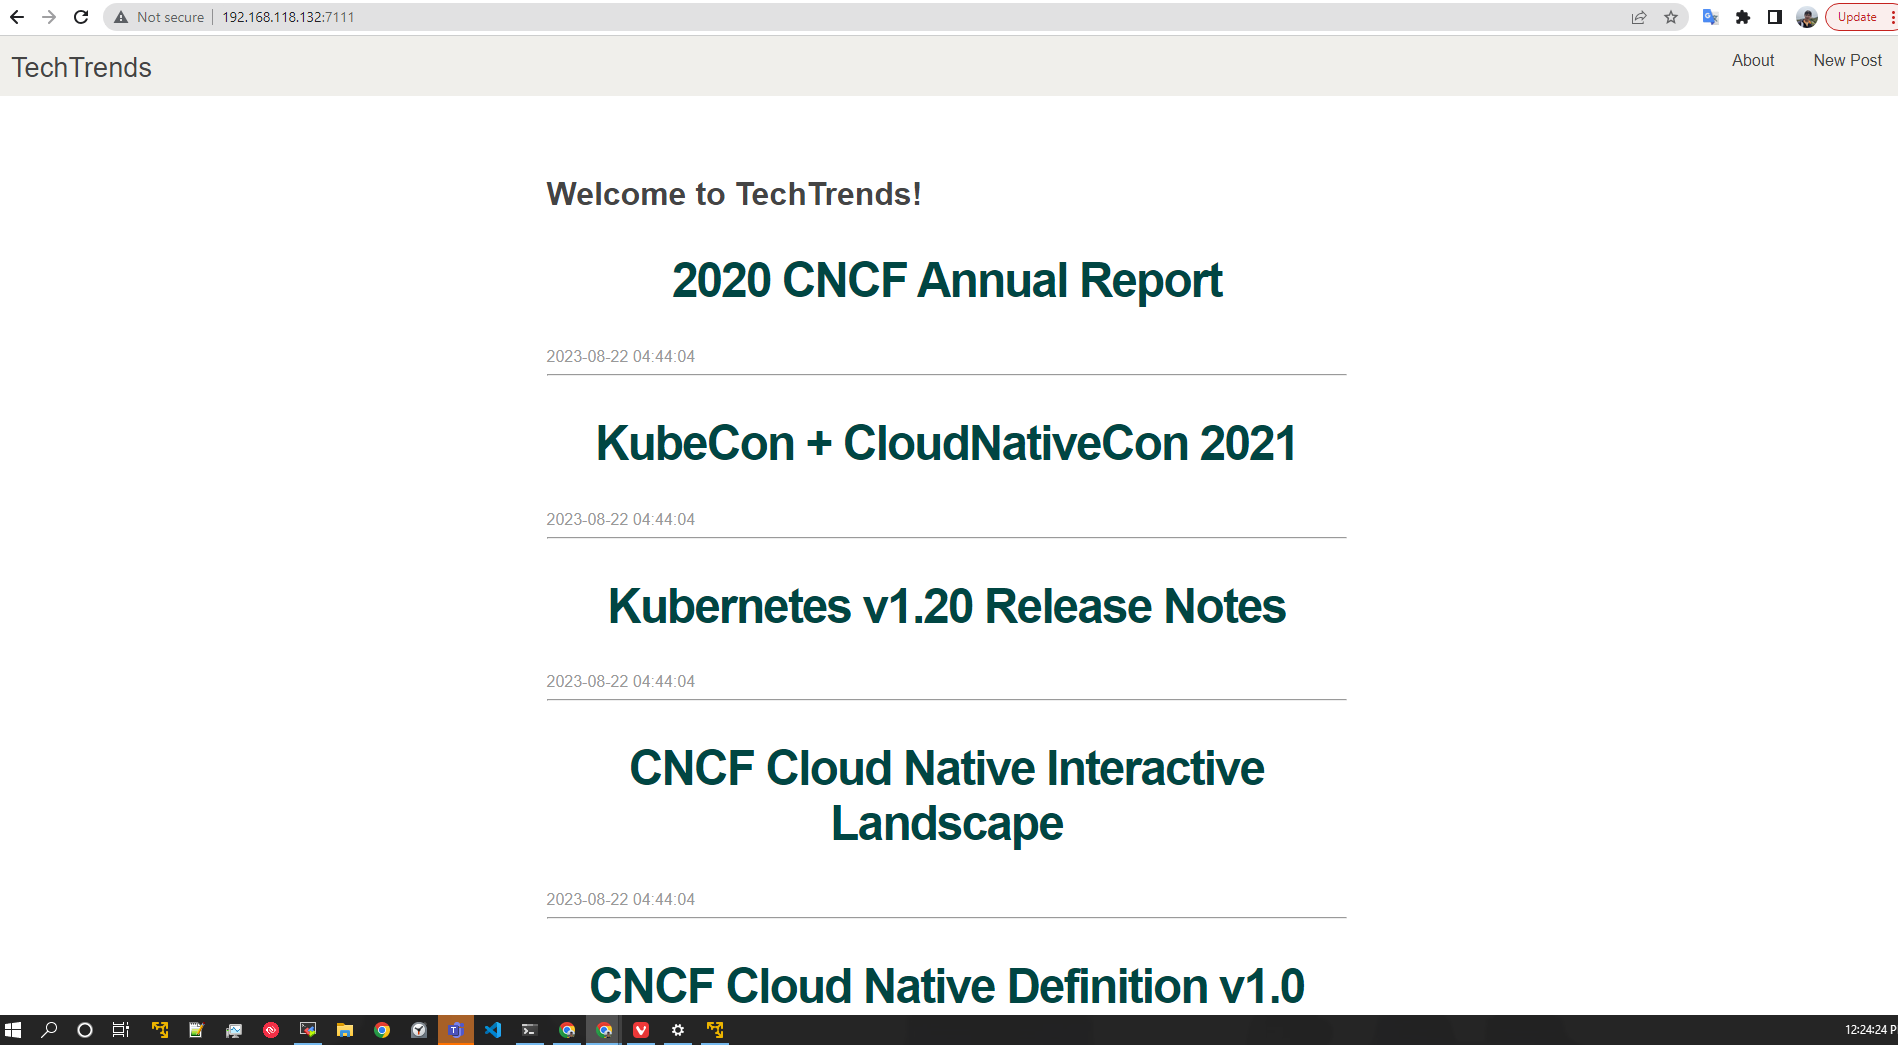 Not secure | 192.168.118.132:7111
Update
TechTrends
About
New Post
Welcome to TechTrends!
2020 CNCF Annual Report
2023-08-22 04:44:04
KubeCon + CloudNativeCon 2021
2023-08-22 04:44:04
Kubernetes v1.20 Release Notes
2023-08-22 04:44:04
CNCF Cloud Native Interactive
Landscape
2023-08-22 04:44:04
CNCF Cloud Native Definition v1.0
12:24:24 P